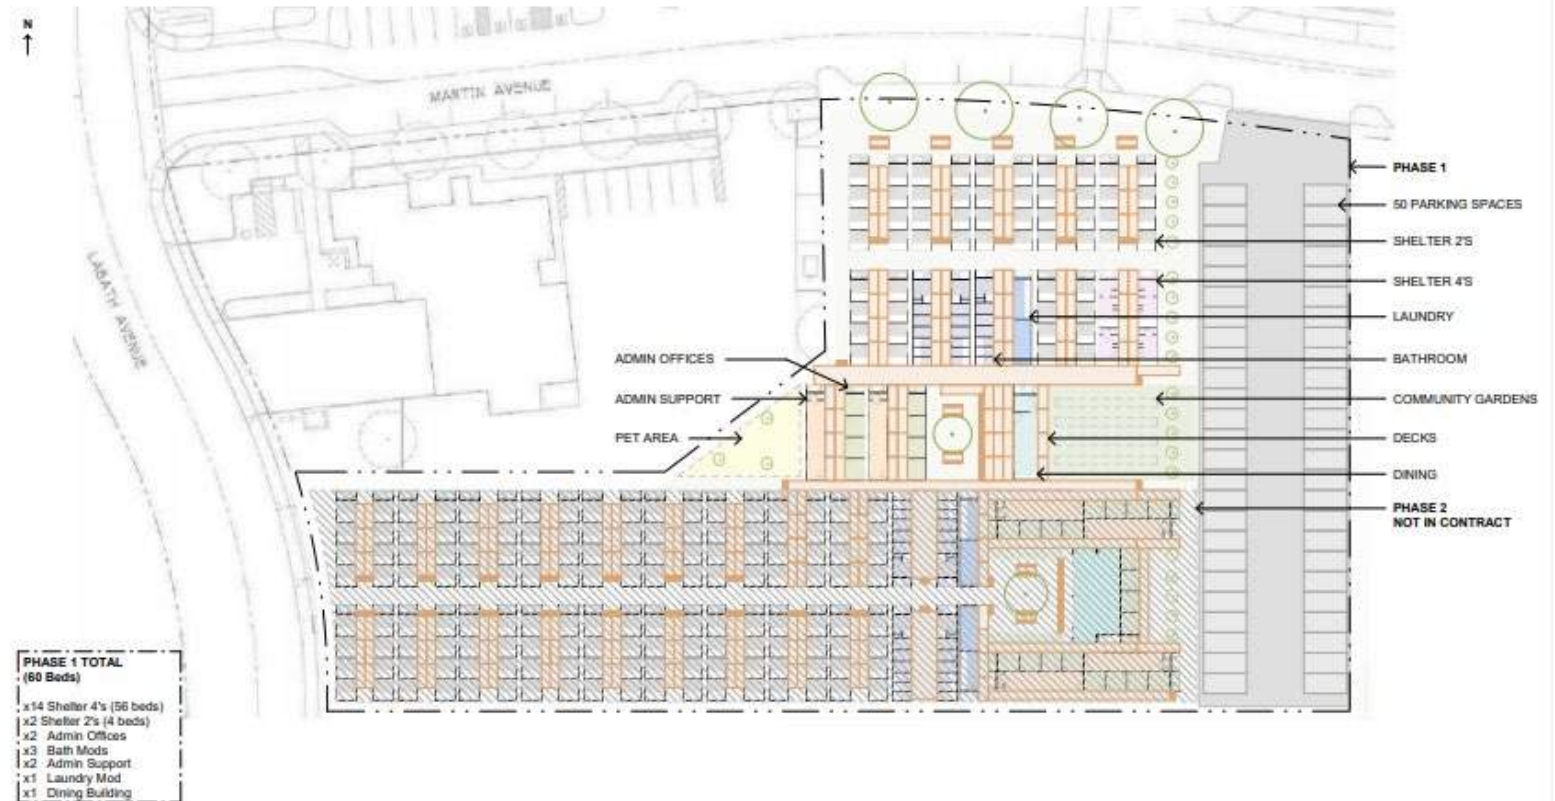 N
MARTIN AVENUE
LABATH AVENUE
PHASE 1
50 PARKING SPACES
SHELTER 2'S
SHELTER 4'S
LAUNDRY
BATHROOM
COMMUNITY GARDENS
DECKS
DINING
PHASE 2
NOT IN CONTRACT
ADMIN OFFICES
ADMIN SUPPORT
PET AREA
PHASE 1 TOTAL
(60 Beds)
x14 Shelter 4's (56 beds)
x2 Shelter 2's (4 beds)
x2 Admin Offices
x3 Bath Mods
x2 Admin Support
x1 Laundry Mod
x1 Dining Building